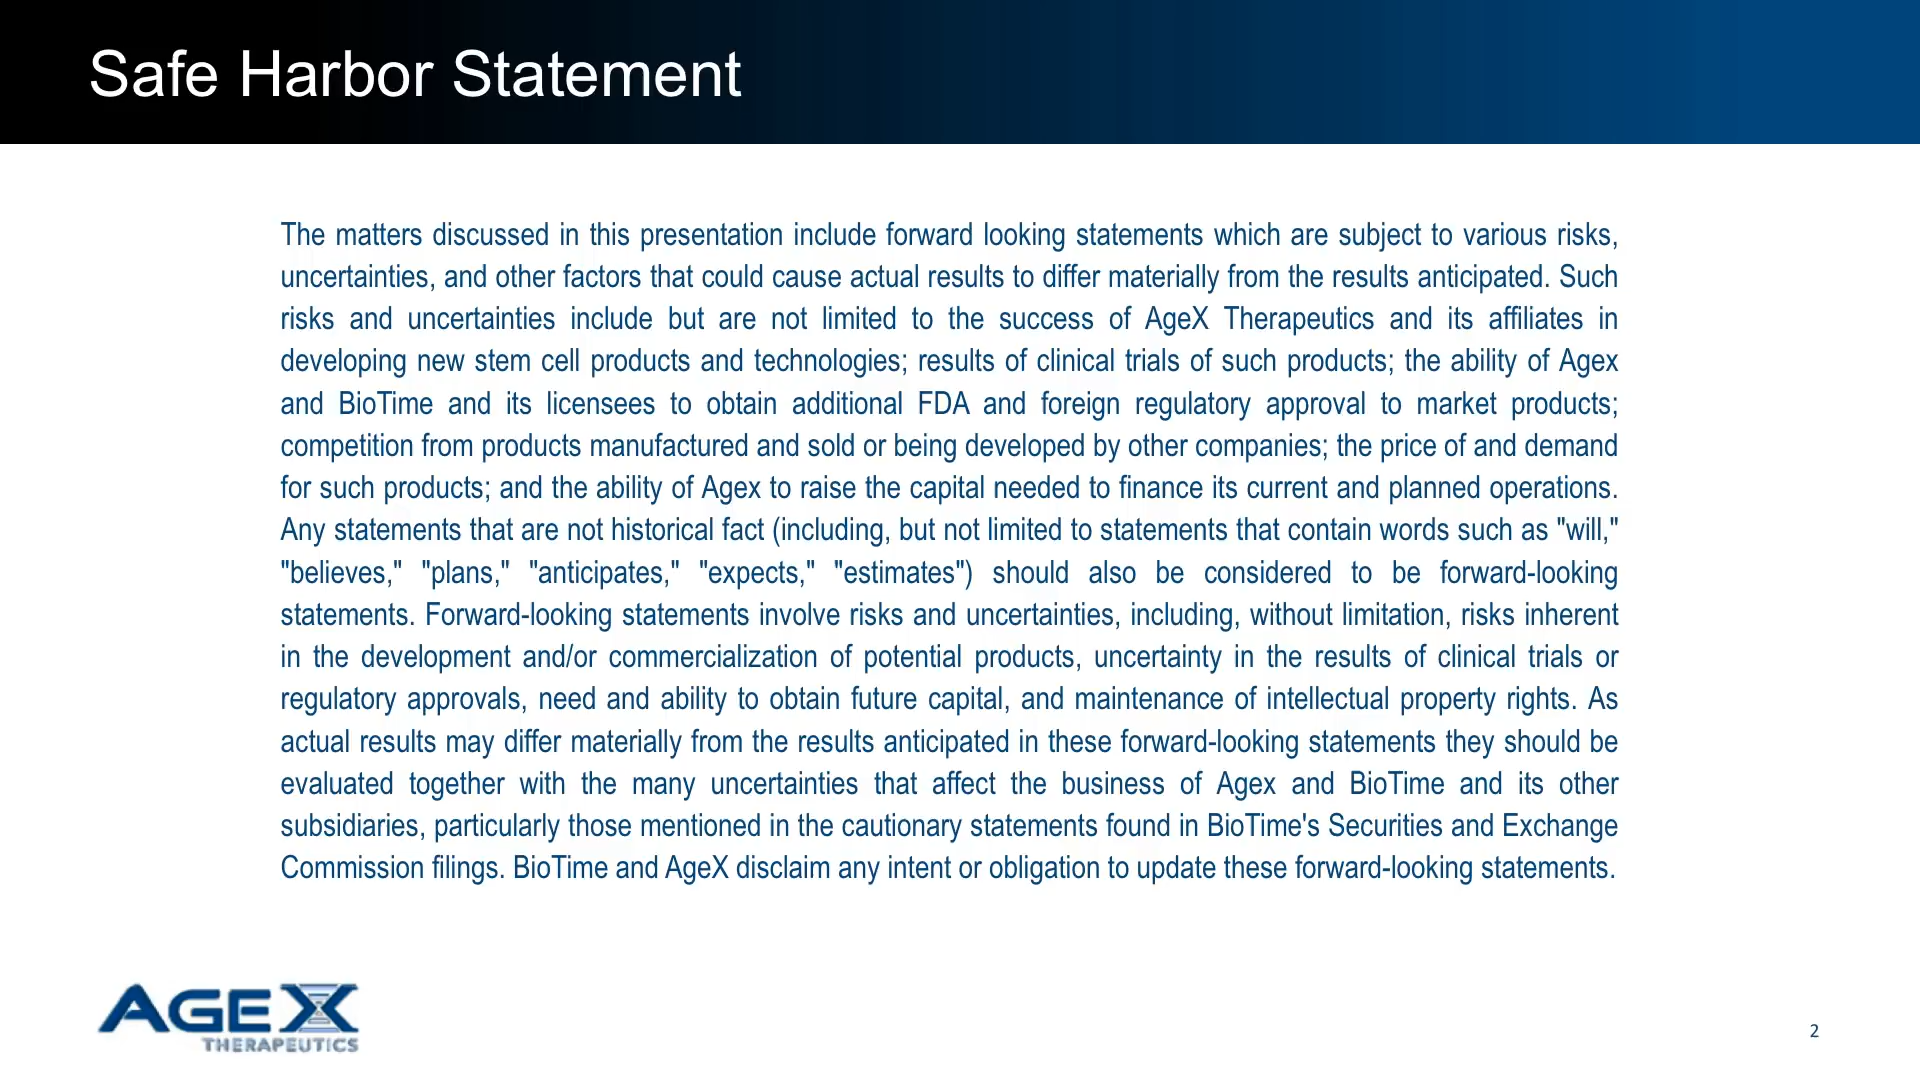 Safe Harbor Statement
The matters discussed in this presentation include forward looking statements which are subject to various risks,
uncertainties, and other factors that could cause actual results to differ materially from the results anticipated. Such
risks and uncertainties include but are not limited to the success of AgeX Therapeutics and its affiliates in
developing new stem cell products and technologies; results of clinical trials of such products; the ability of Agex
and BioTime and its licensees to obtain additional FDA and foreign regulatory approval to market products;
competition from products manufactured and sold or being developed by other companies; the price of and demand
for such products; and the ability of Agex to raise the capital needed to finance its current and planned operations.
Any statements that are not historical fact (including, but not limited to statements that contain words such as "will,"
"believes," "plans," "anticipates," "expects," "estimates") should also be considered to be forward-looking
statements. Forward-looking statements involve risks and uncertainties, including, without limitation, risks inherent
in the development and/or commercialization of potential products, uncertainty in the results of clinical trials or
regulatory approvals, need and ability to obtain future capital, and maintenance of intellectual property rights. As
actual results may differ materially from the results anticipated in these forward-looking statements they should be
evaluated together with the many uncertainties that affect the business of Agex and BioTime and its other
subsidiaries, particularly those mentioned in the cautionary statements found in BioTime's Securities and Exchange
Commission filings. BioTime and AgeX disclaim any intent or obligation to update these forward-looking statements.
AGEX
THERAPEUTICS
2